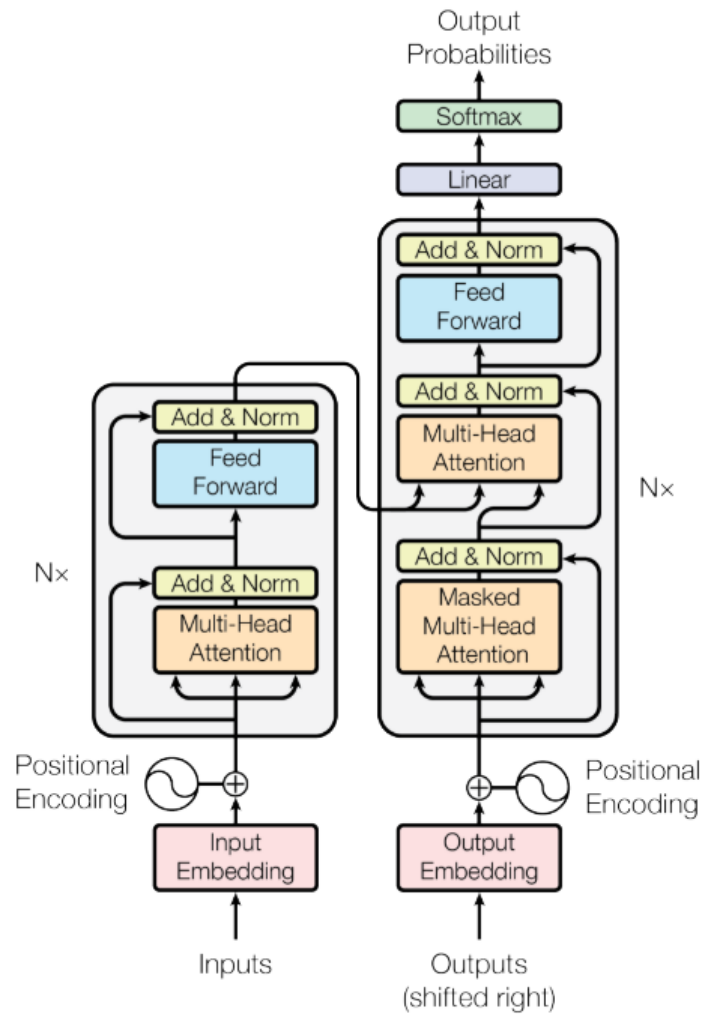 Output
Probabilities
Softmax
Linear
Add & Norm
Feed
Forward
Add & Norm
Multi-Head
Attention
Add & Norm
Masked
Multi-Head
Attention
Nx
Positional
Encoding
Output
Embedding
Outputs
(shifted right)
Add & Norm
Feed
Forward
Add & Norm
Multi-Head
Attention
Nx
Positional
Encoding
Input
Embedding
Inputs